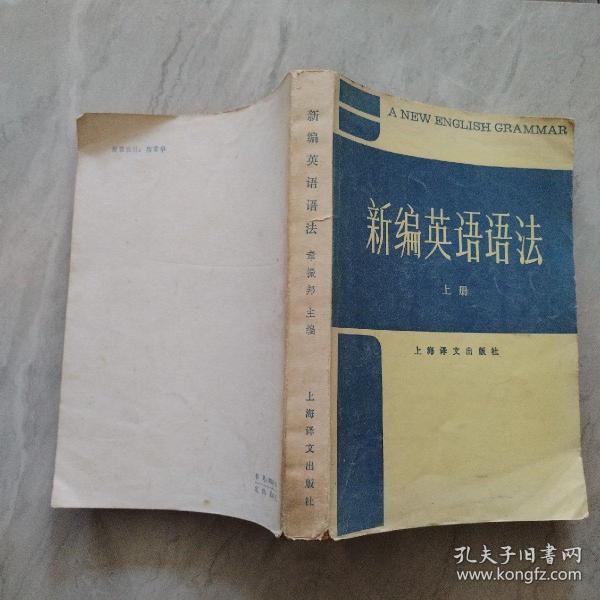 A NEW ENGLISH GRAMMAR
新编英语语法
上册
上海译文出版社
新编英语语法
章振邦 主编
上海译文出版社
孔夫子旧书网
www.kongfz.com